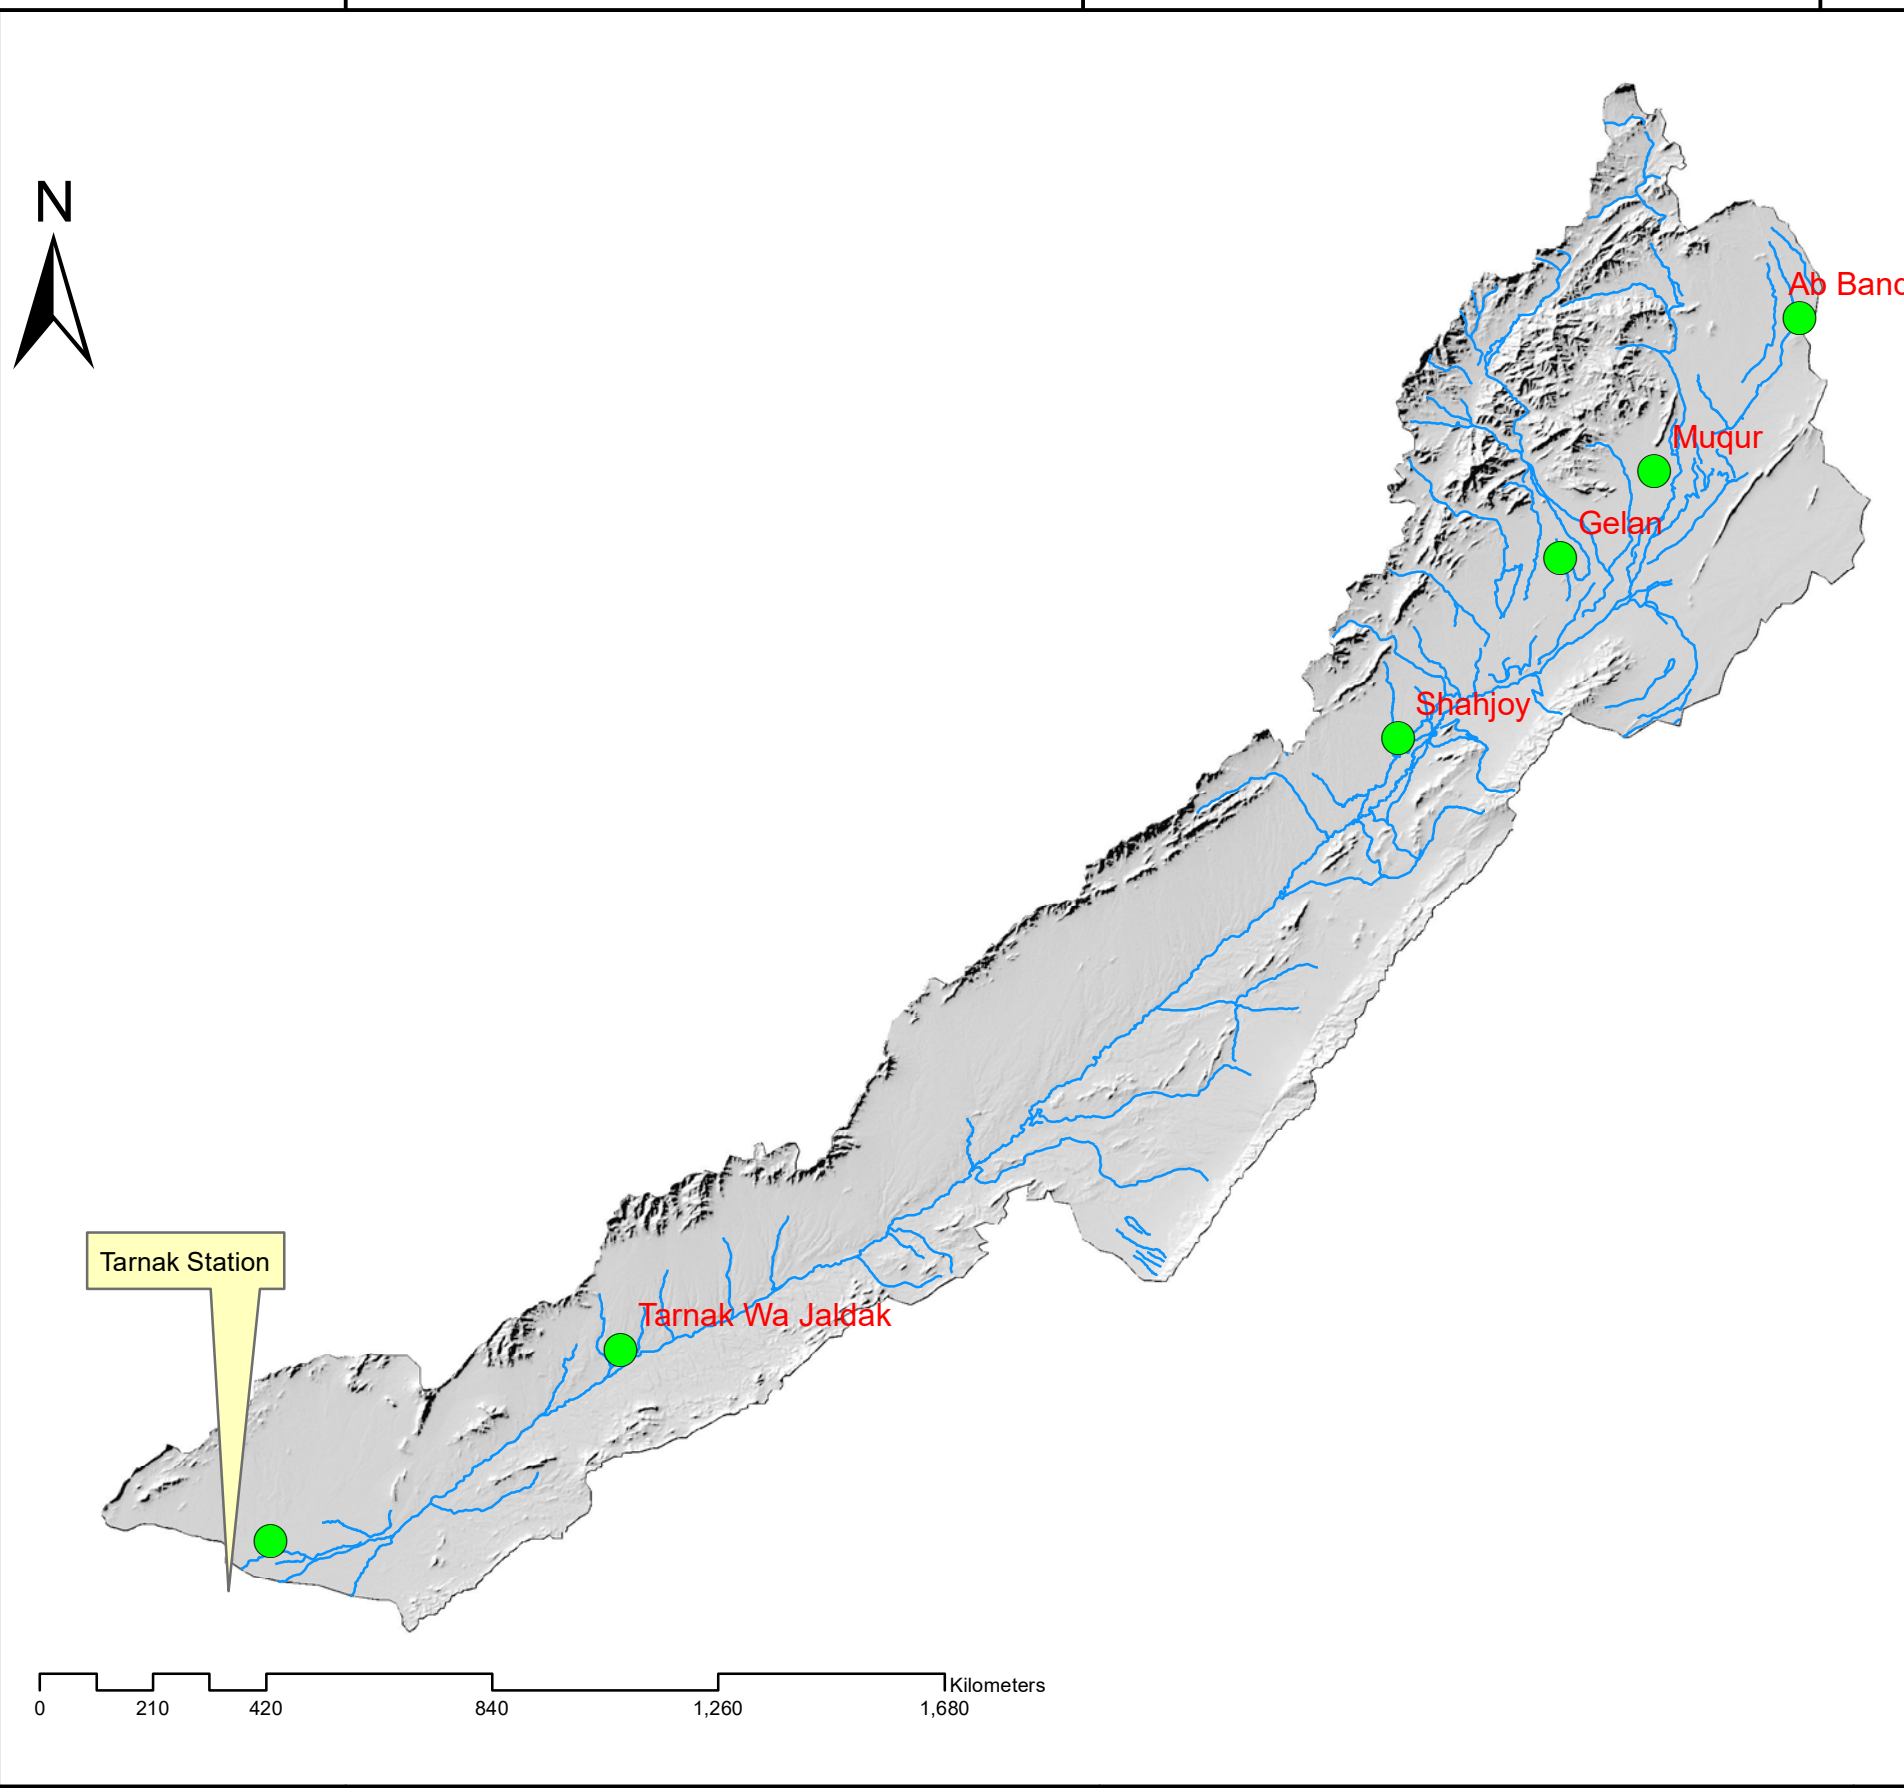 N
Ab Band
Muqur
Gelan
Shahjoy
Tarnak Station
Tarnak Wa Jaldak
Kilometers
0 210 420 840 1,260 1,680